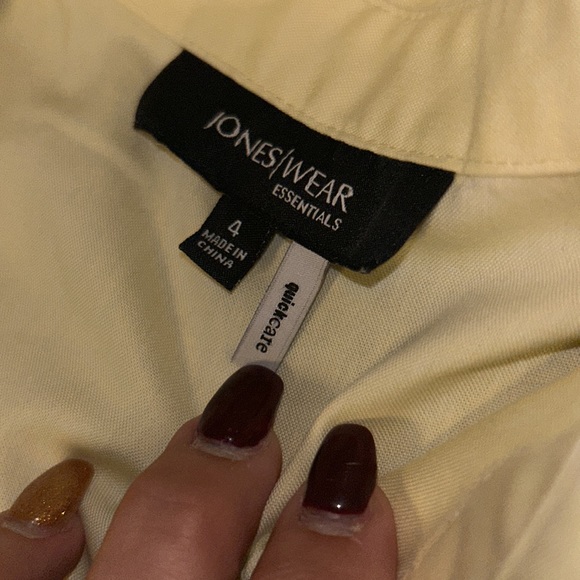 JONES/WEAR
ESSENTIALS
4
MADE IN
CHINA
quickcare